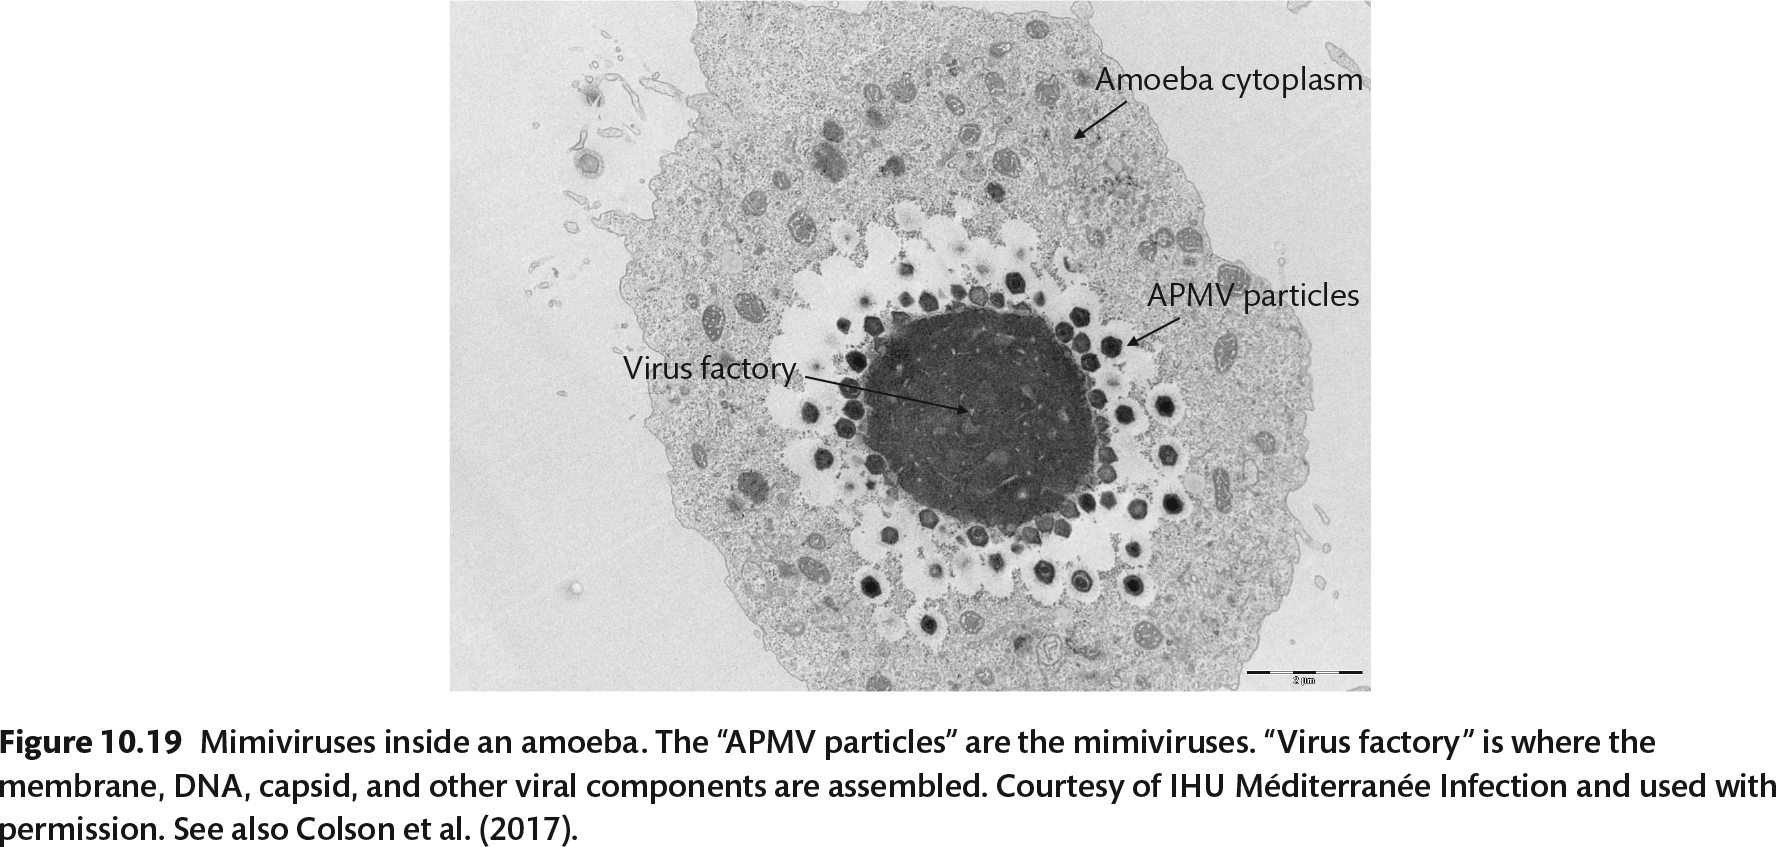 Amoeba cytoplasm
APMV particles
Virus factory
2 µm
Figure 10.19 Mimiviruses inside an amoeba. The “APMV particles” are the mimiviruses. “Virus factory” is where the
membrane, DNA, capsid, and other viral components are assembled. Courtesy of IHU Méditerranée Infection and used with
permission. See also Colson et al. (2017).